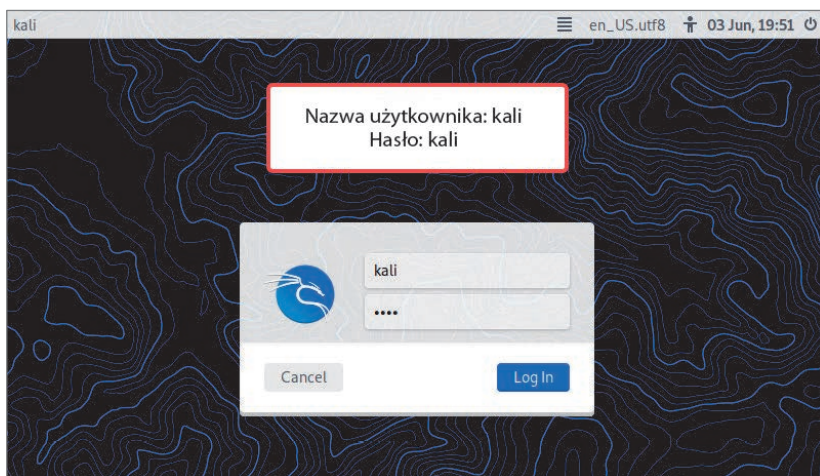 kali en_US.utf8 03 Jun, 19:51
Nazwa użytkownika: kali
Hasło: kali
kali
••••
Cancel Log In